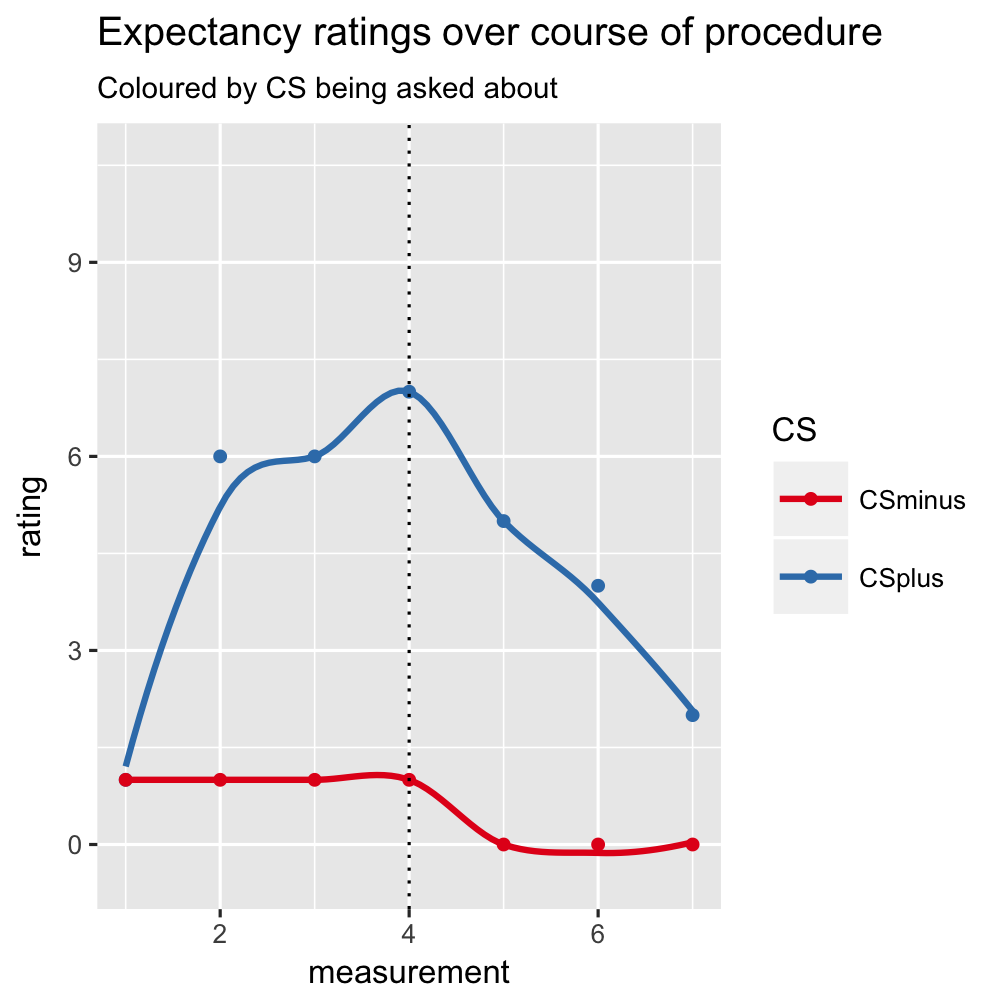 Expectancy ratings over course of procedure
Coloured by CS being asked about
9
6
3
0
rating
2 4 6
measurement
CS
CSminus
CSplus